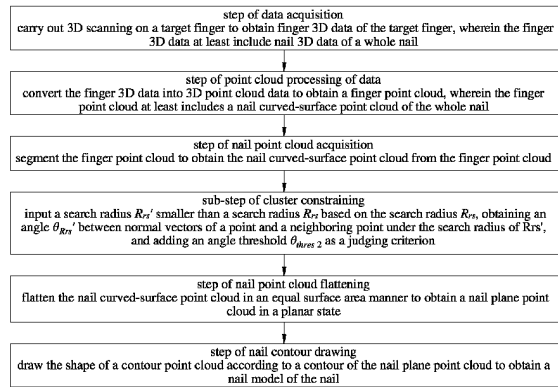 step of data acquisition
carry out 3D scanning on a target finger to obtain finger 3D data of the target finger, wherein the finger
3D data at least include nail 3D data of a whole nail
step of point cloud processing of data
convert the finger 3D data into 3D point cloud data to obtain a finger point cloud, wherein the finger
point cloud at least includes a nail curved-surface point cloud of the whole nail
step of nail point cloud acquisition
segment the finger point cloud to obtain the nail curved-surface point cloud from the finger point cloud
sub-step of cluster constraining
input a search radius Rrs' smaller than a search radius Rrs based on the search radius Rrs, obtaining an
angle θRrs' between normal vectors of a point and a neighboring point under the search radius of Rrs',
and adding an angle threshold θthres 2 as a judging criterion
step of nail point cloud flattening
flatten the nail curved-surface point cloud in an equal surface area manner to obtain a nail plane point
cloud in a planar state
step of nail contour drawing
draw the shape of a contour point cloud according to a contour of the nail plane point cloud to obtain a
nail model of the nail